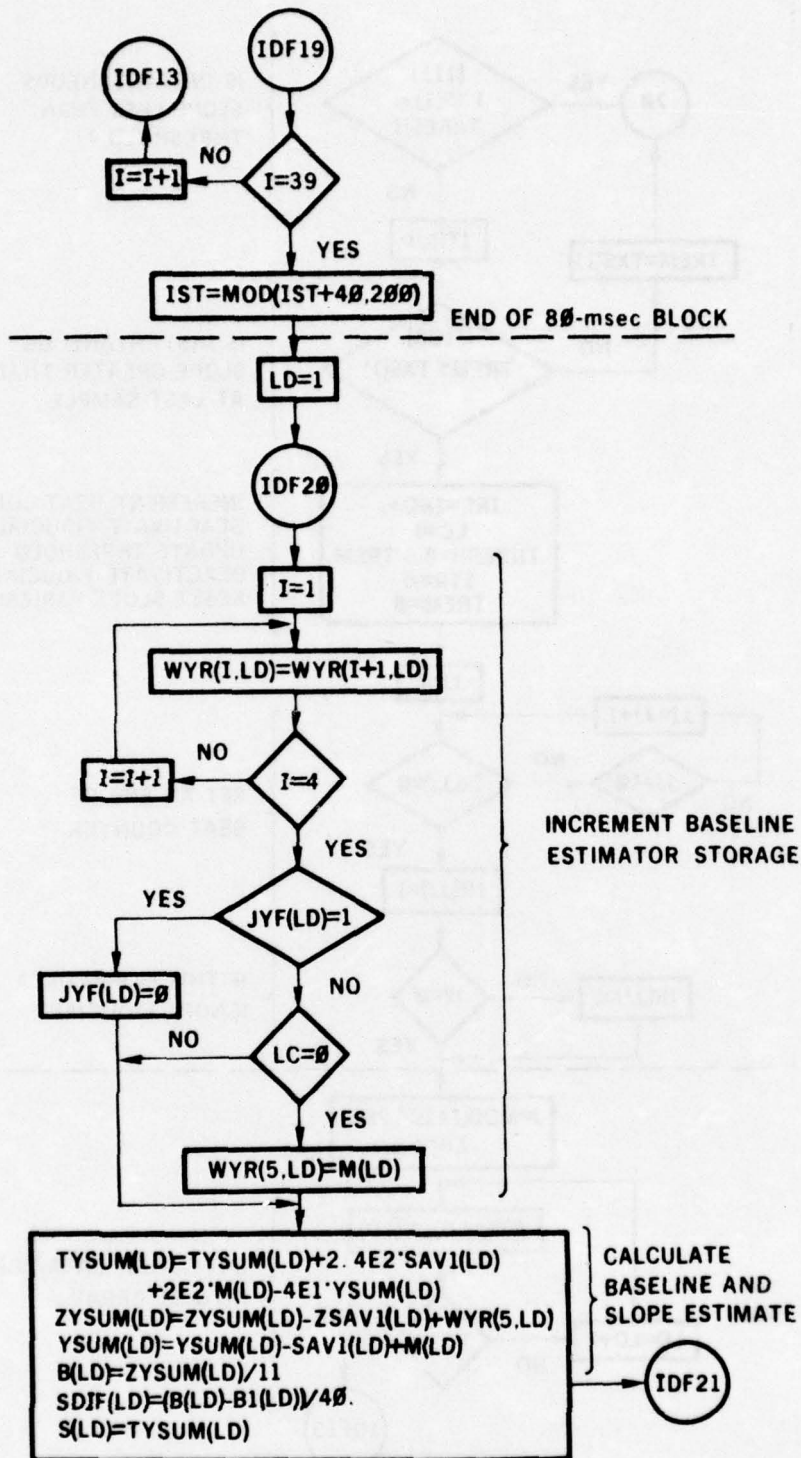 IDF13
IDF19
NO
I=I+1
I=39
YES
IST=MOD(IST+4Ø,2ØØ)
END OF 8Ø-msec BLOCK
LD=1
IDF2Ø
I=1
WYR(I,LD)=WYR(I+1,LD)
NO
I=I+1
I=4
YES
INCREMENT BASELINE
ESTIMATOR STORAGE
YES
JYF(LD)=1
NO
JYF(LD)=Ø
NO
LC=Ø
YES
WYR(5,LD)=M(LD)
TYSUM(LD)=TYSUM(LD)+2. 4E2*SAV1(LD)
+2E2*M(LD)-4E1*YSUM(LD)
ZYSUM(LD)=ZYSUM(LD)-ZSAV1(LD)+WYR(5,LD)
YSUM(LD)=YSUM(LD)-SAV1(LD)+M(LD)
B(LD)=ZYSUM(LD)/11
SDIF(LD)=(B(LD)-B1(LD))/4Ø.
S(LD)=TYSUM(LD)
CALCULATE
BASELINE AND
SLOPE ESTIMATE
IDF21